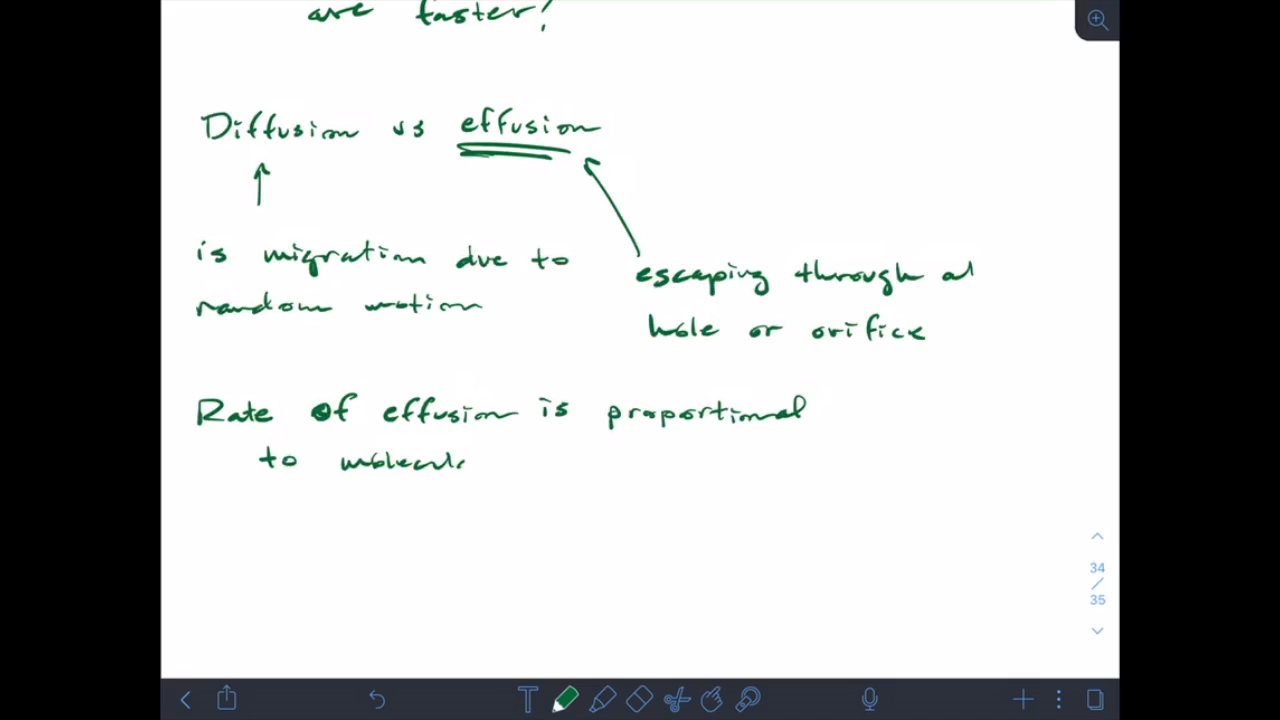 are faster!
Diffusion vs effusion
is migration due to
random motion
escaping through a
hole or orifice
Rate of effusion is proportional
to molecul
34
/
35
T